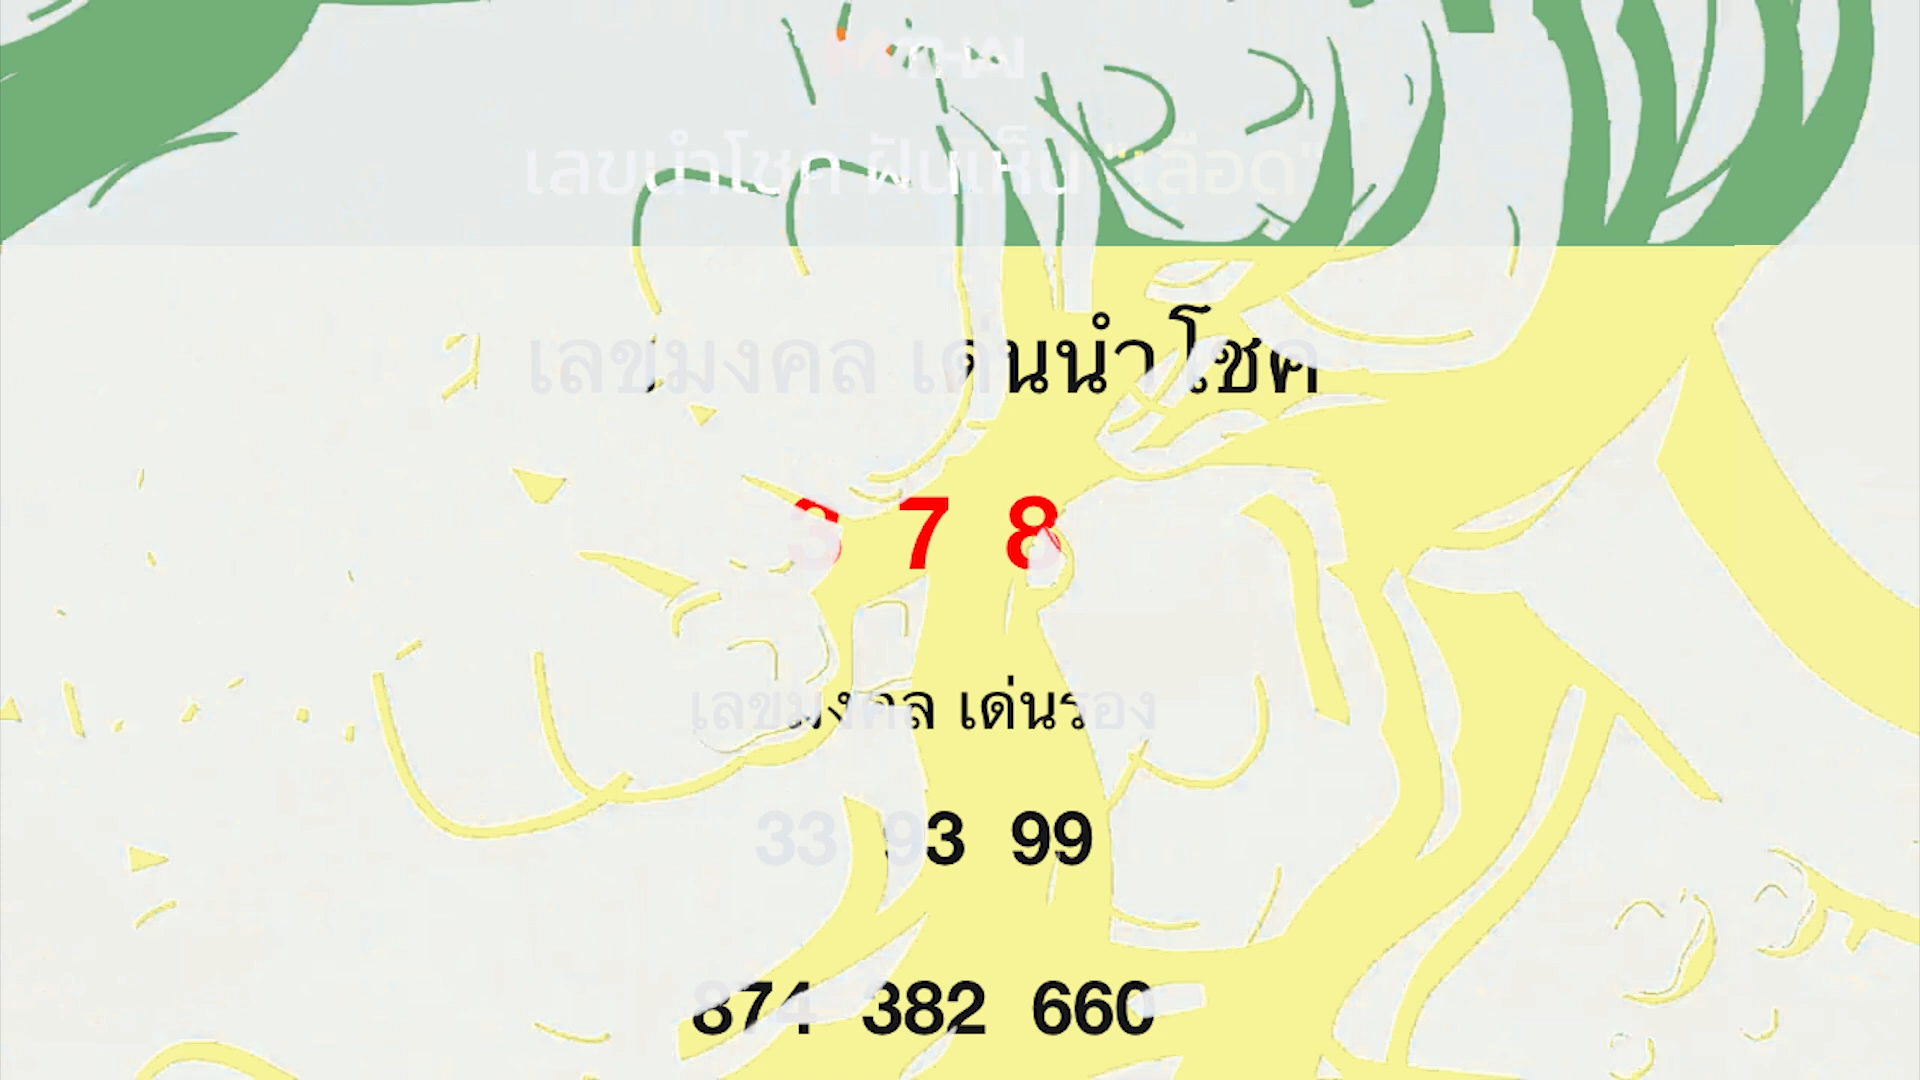 MTHAI
เลขนำโชค ฝันเห็น "เลือด"
เลขมงคล เด่นนำโชค
3 7 8
เลขมงคล เด่นรอง
33 93 99
874 382 660